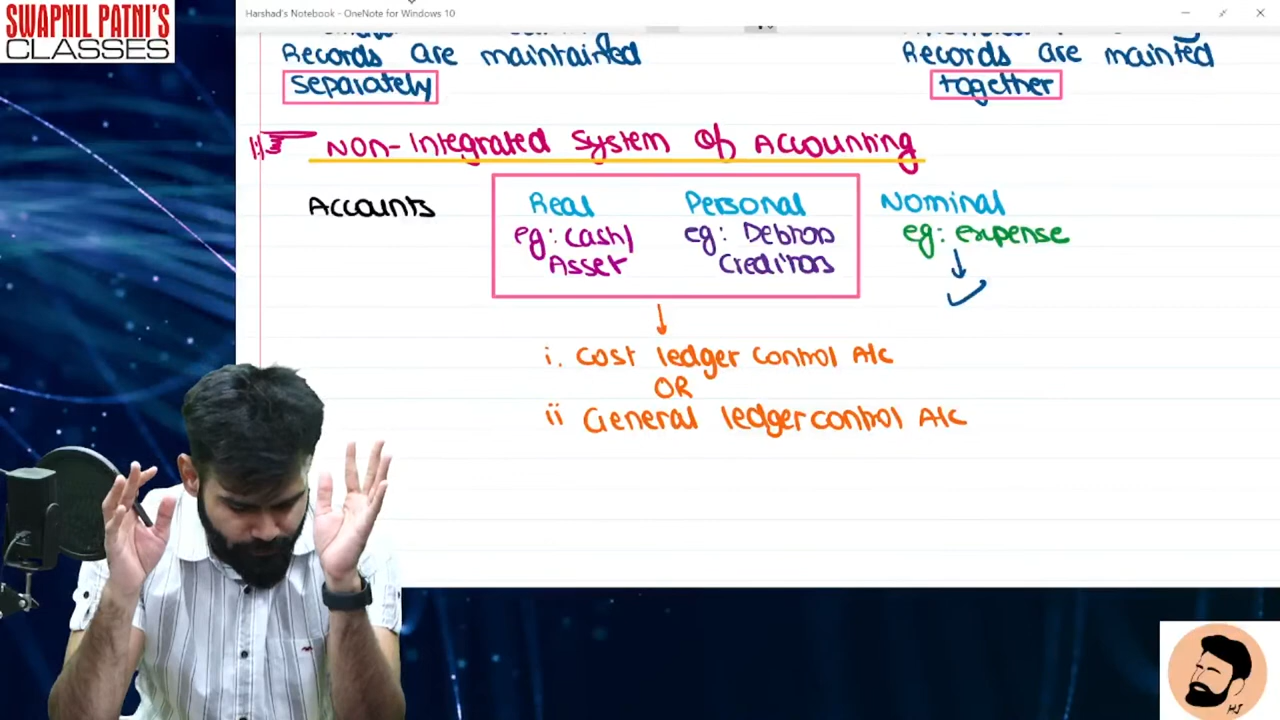 SWAPNIL PATNI'S
CLASSES
Harshad's Notebook - OneNote for Windows 10
Records are maintained
separately
Records are mainted
together
1:)
Non-Integrated System of Accounting
Accounts
Real
eg: cash/
Asset
Personal
eg: Debtors
Creditors
Nominal
eg: expense
i. Cost ledger control A/c
OR
ii General ledger control A/c
HJ